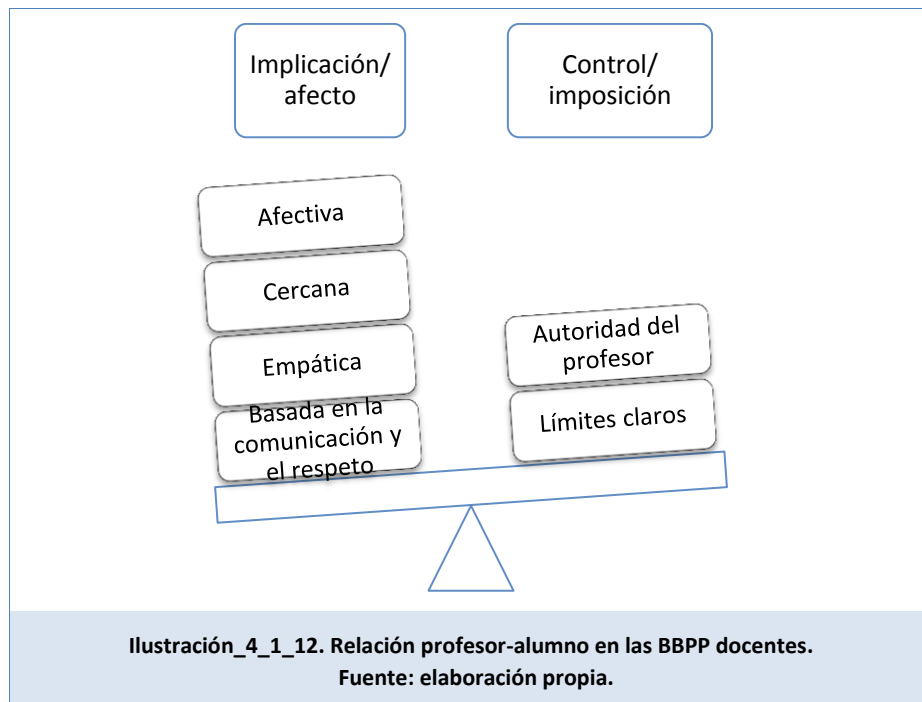 Implicación/
afecto
Control/
imposición
Afectiva
Cercana
Empática
Basada en la
comunicación y
el respeto
Autoridad del
profesor
Límites claros
Ilustración_4_1_12. Relación profesor-alumno en las BBPP docentes.
Fuente: elaboración propia.